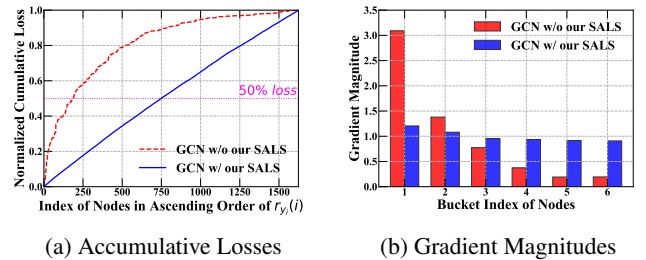 Normalized Cumulative Loss
1.0
0.8
0.6
0.4
0.2
0.0
50% loss
GCN w/o our SALS
GCN w/ our SALS
0 250 500 750 1000 1250 1500
Index of Nodes in Ascending Order of r_{y_i}(i)
(a) Accumulative Losses
Gradient Magnitude
3.5
3.0
2.5
2.0
1.5
1.0
0.5
0.0
GCN w/o our SALS
GCN w/ our SALS
1 2 3 4 5 6
Bucket Index of Nodes
(b) Gradient Magnitudes